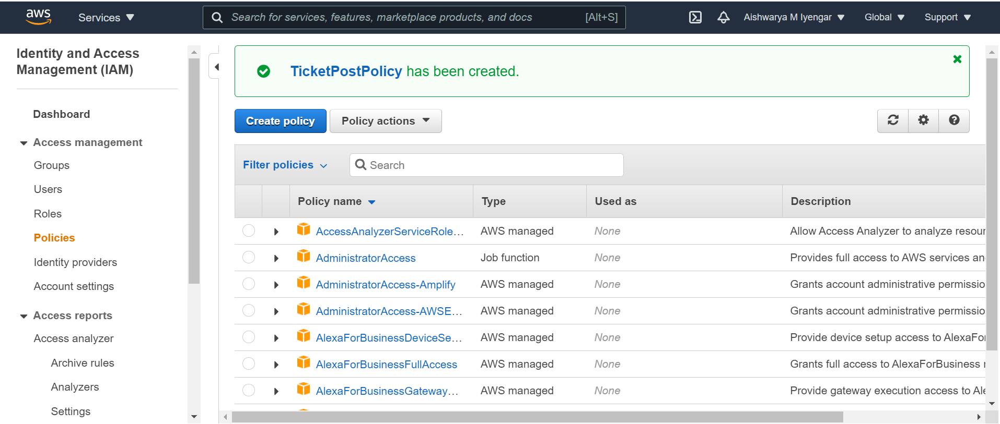 aws Services Search for services, features, marketplace products, and docs [Alt+S] Aishwarya M Iyengar Global Support
Identity and Access
Management (IAM)
Dashboard
Access management
Groups
Users
Roles
Policies
Identity providers
Account settings
Access reports
Access analyzer
Archive rules
Analyzers
Settings
TicketPostPolicy has been created.
Create policy Policy actions
Filter policies Search
Policy name Type Used as Description
AccessAnalyzerServiceRole... AWS managed None Allow Access Analyzer to analyze resour
AdministratorAccess Job function None Provides full access to AWS services an
AdministratorAccess-Amplify AWS managed None Grants account administrative permissio
AdministratorAccess-AWSE... AWS managed None Grants account administrative permissio
AlexaForBusinessDeviceSe... AWS managed None Provide device setup access to AlexaFor
AlexaForBusinessFullAccess AWS managed None Grants full access to AlexaForBusiness r
AlexaForBusinessGateway... AWS managed None Provide gateway execution access to Ale